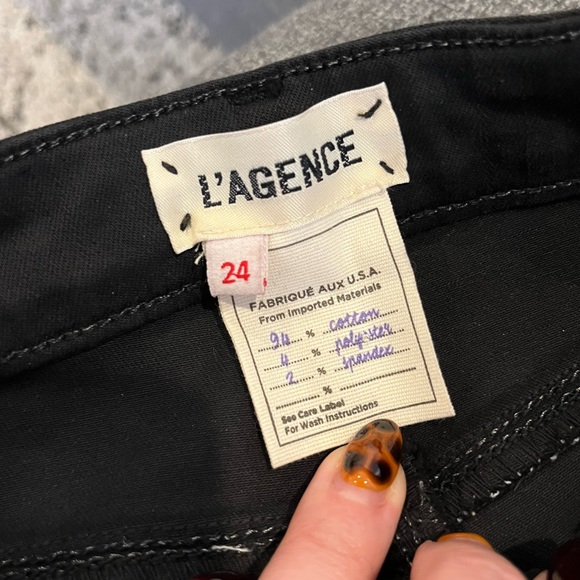 L'AGENCE
24
FABRIQUÉ AUX U.S.A.
From Imported Materials
94 % cotton
4 % poly-ster
2 % spandex
%
See Care Label
For Wash Instructions